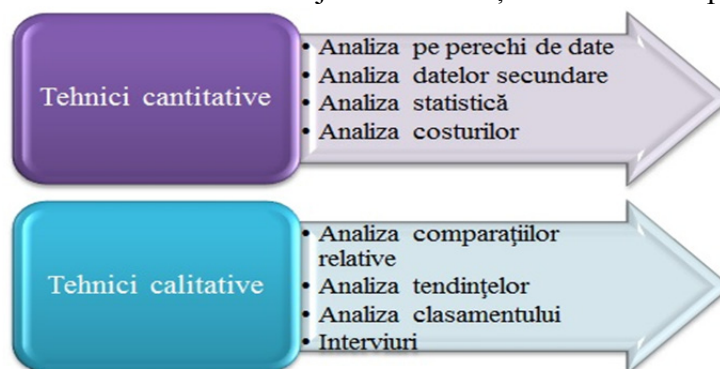 Tehnici cantitative
• Analiza pe perechi de date
• Analiza datelor secundare
• Analiza statistică
• Analiza costurilor
Tehnici calitative
• Analiza comparaţiilor
relative
• Analiza tendinţelor
• Analiza clasamentului
• Interviuri